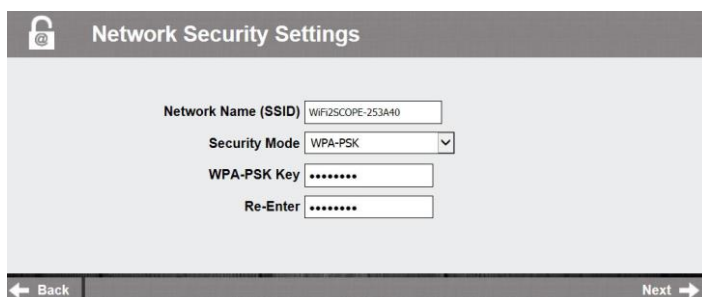 Network Security Settings
Network Name (SSID) WiFi2SCOPE-253A40
Security Mode WPA-PSK
WPA-PSK Key ••••••••
Re-Enter ••••••••
Back Next